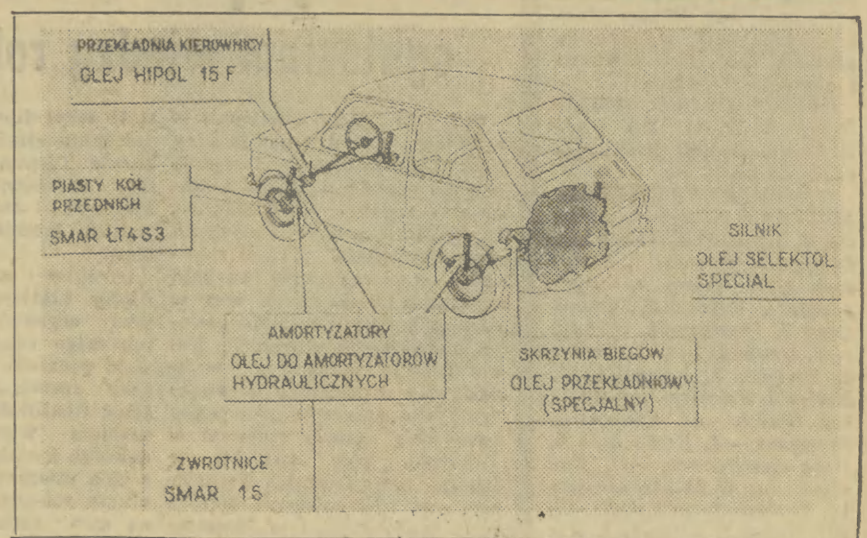 PRZEKŁADNIA KIEROWNICY
OLEJ HIPOL 15 F
PIASTY KÓŁ
PRZEDNICH
SMAR ŁT4S3
SILNIK
OLEJ SELEKTOL
SPECIAL
AMORTYZATORY
OLEJ DO AMORTYZATORÓW
HYDRAULICZNYCH
SKRZYNIA BIEGÓW
OLEJ PRZEKŁADNIOWY
(SPECJALNY)
ZWROTNICE
SMAR 1S